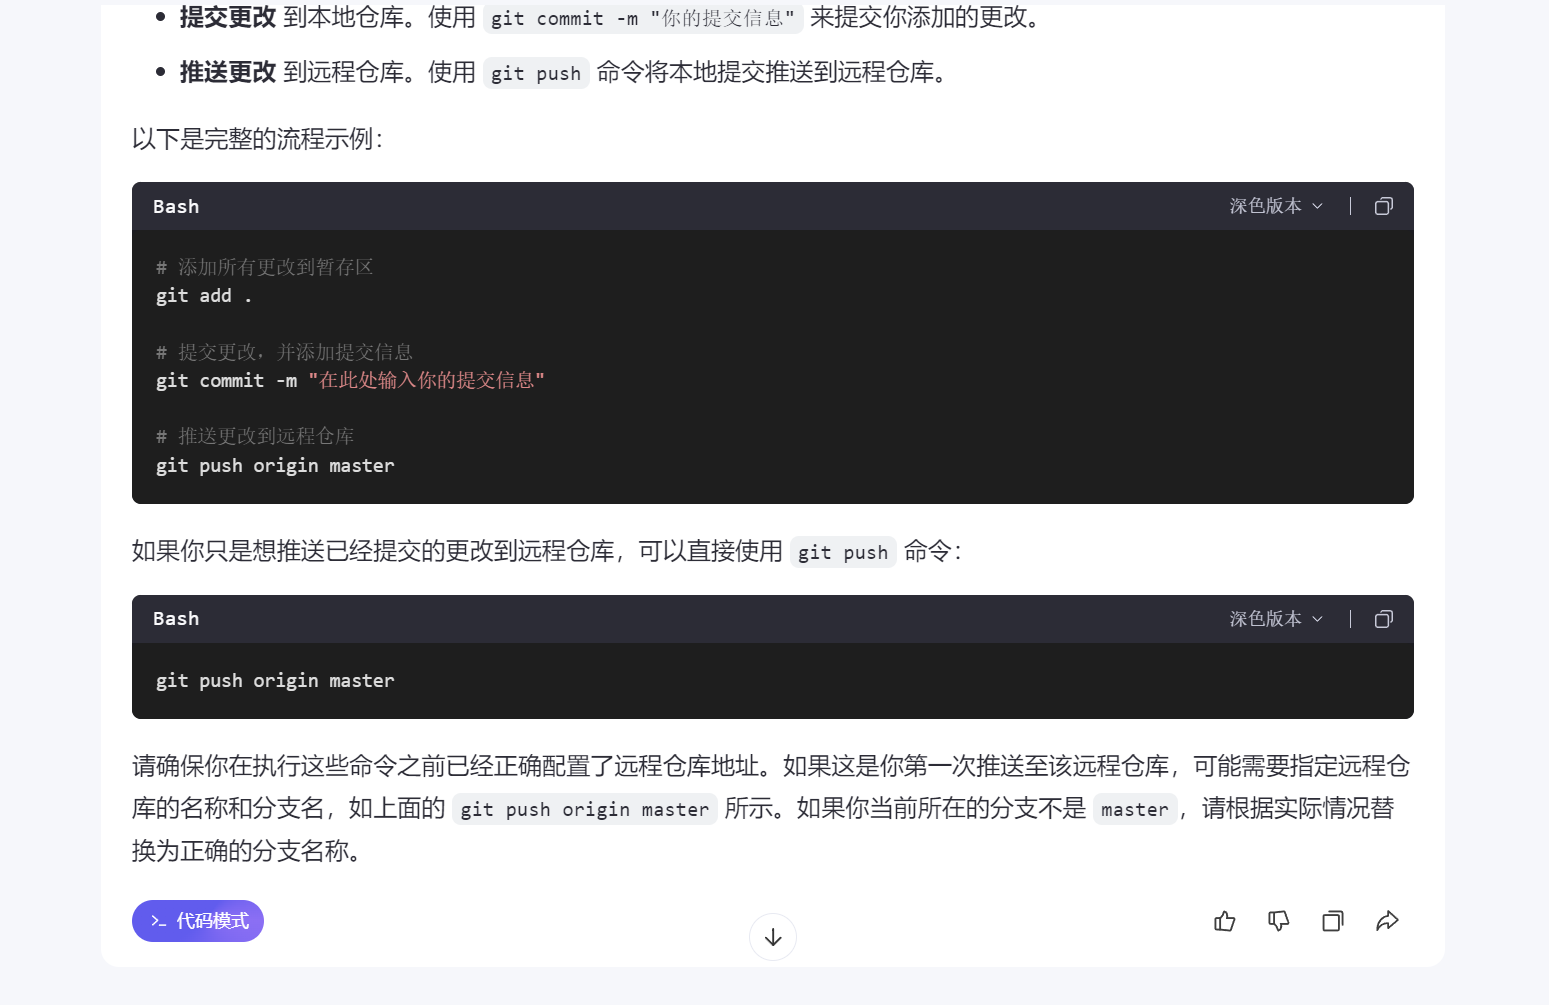 • 提交更改 到本地仓库。使用 git commit -m "你的提交信息" 来提交你添加的更改。
• 推送更改 到远程仓库。使用 git push 命令将本地提交推送到远程仓库。
以下是完整的流程示例：
Bash 深色版本
# 添加所有更改到暂存区
git add .
# 提交更改，并添加提交信息
git commit -m "在此处输入你的提交信息"
# 推送更改到远程仓库
git push origin master
如果你只是想推送已经提交的更改到远程仓库，可以直接使用 git push 命令：
Bash 深色版本
git push origin master
请确保你在执行这些命令之前已经正确配置了远程仓库地址。如果这是你第一次推送至该远程仓库，可能需要指定远程仓
库的名称和分支名，如上面的 git push origin master 所示。如果你当前所在的分支不是 master，请根据实际情况替
换为正确的分支名称。
>_ 代码模式